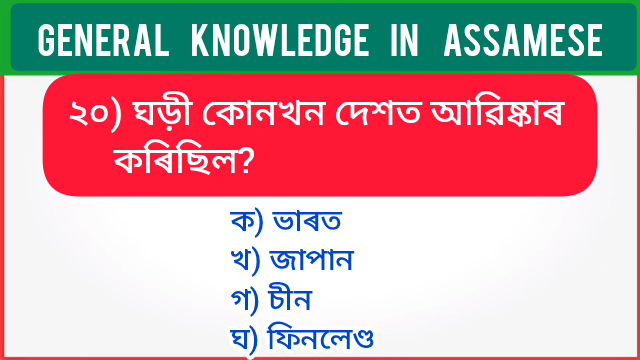 GENERAL KNOWLEDGE IN ASSAMESE
২০) ঘড়ী কোনখন দেশত আৱিষ্কাৰ
কৰিছিল?
ক) ভাৰত
খ) জাপান
গ) চীন
ঘ) ফিনলেণ্ড